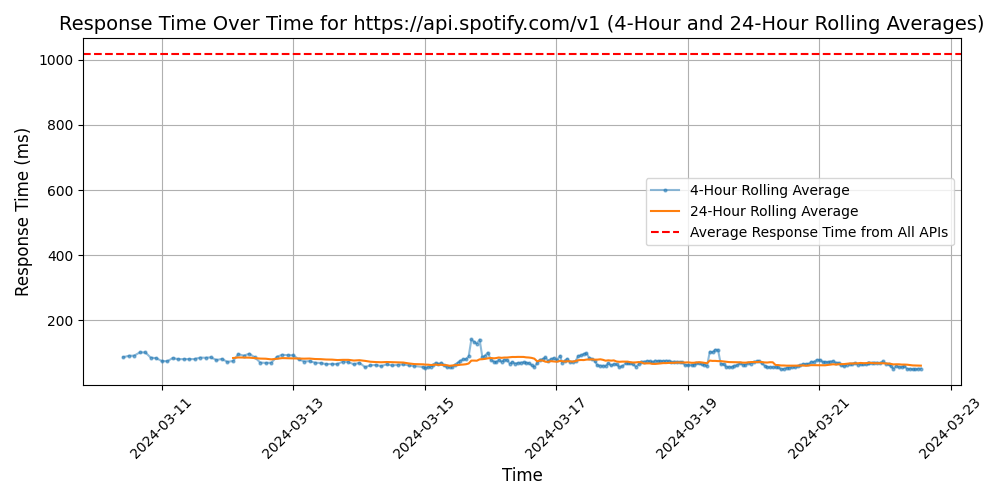 Response Time Over Time for https://api.spotify.com/v1 (4-Hour and 24-Hour Rolling Averages)
Response Time (ms)
1000
800
600
400
200
4-Hour Rolling Average
24-Hour Rolling Average
Average Response Time from All APIs
2024-03-11
2024-03-13
2024-03-15
2024-03-17
2024-03-19
2024-03-21
2024-03-23
Time